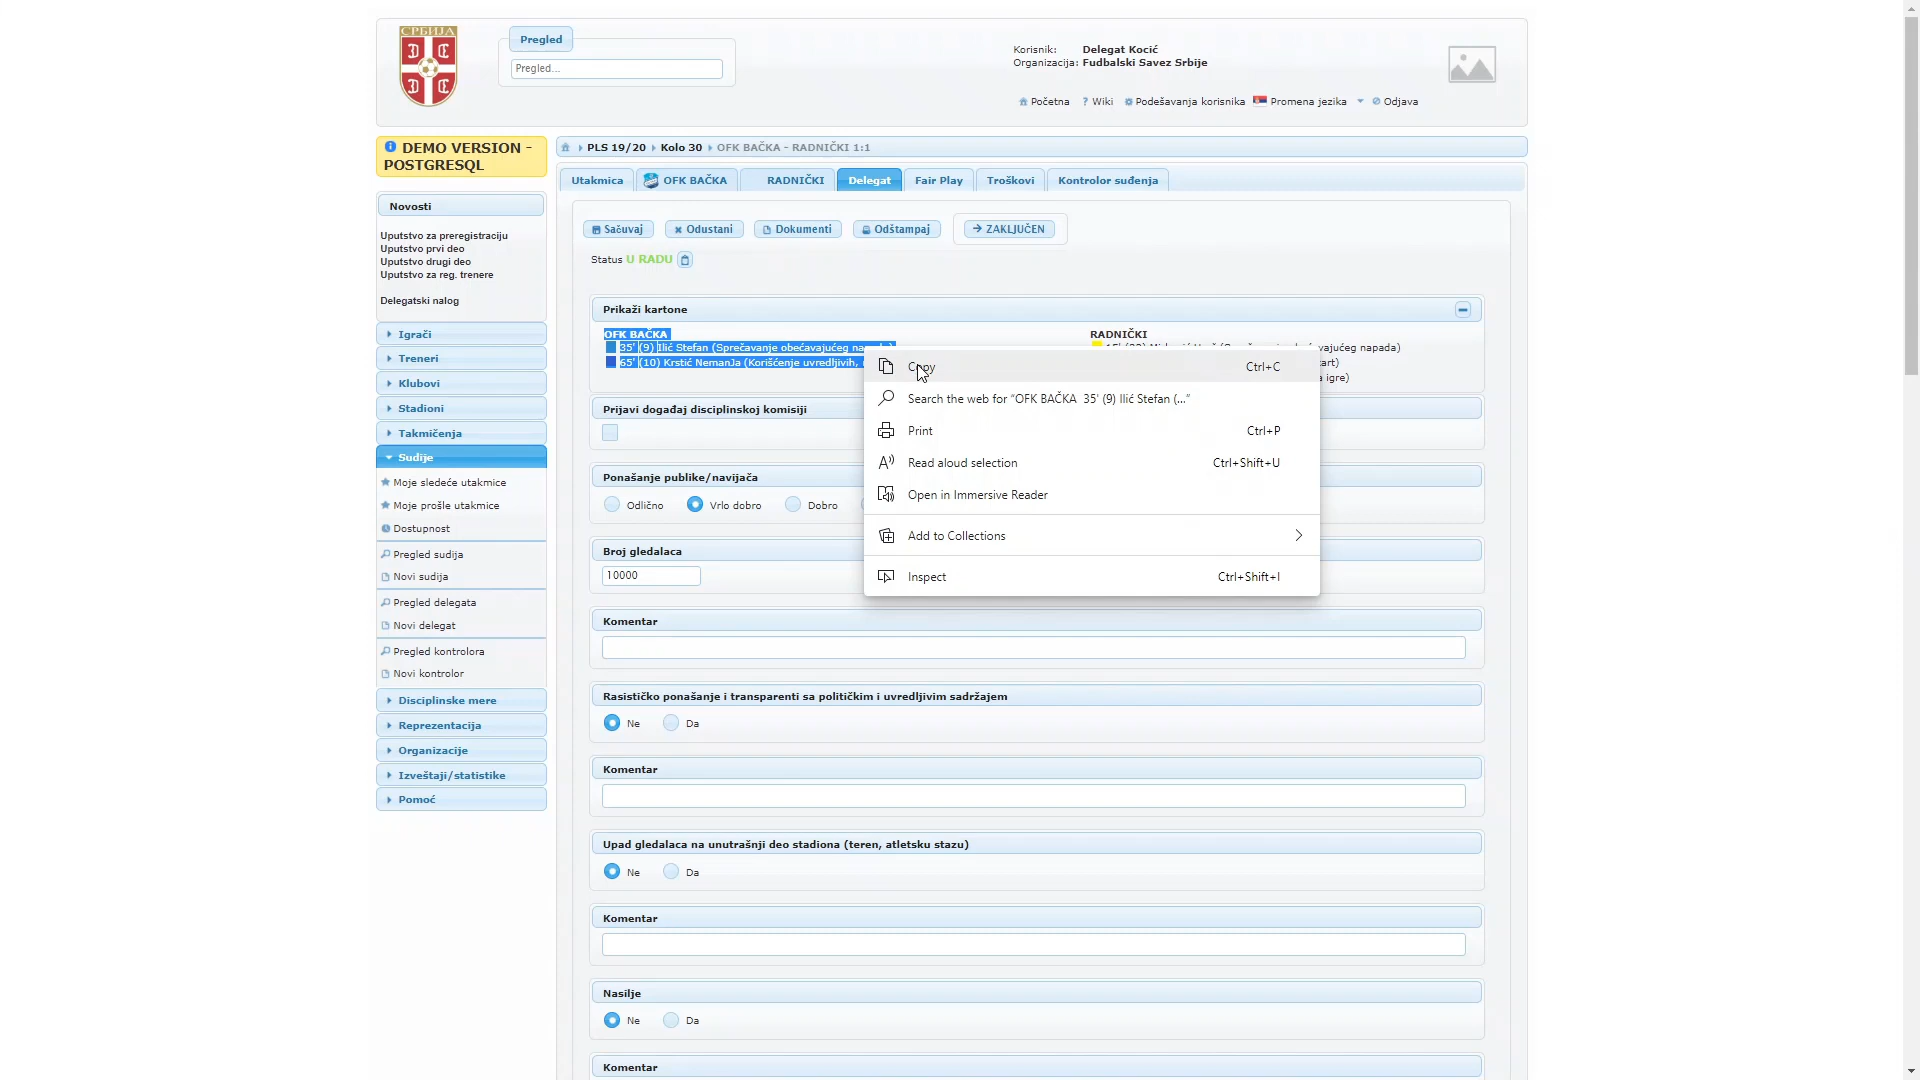 СРБИЈА
Pregled
Pregled...
Korisnik: Delegat Kocić
Organizacija: Fudbalski Savez Srbije
Početna ? Wiki Podešavanja korisnika Promena jezika Odjava
DEMO VERSION -
POSTGRESQL
PLS 19/20 Kolo 30 OFK BAČKA - RADNIČKI 1:1
Utakmica OFK BAČKA RADNIČKI Delegat Fair Play Troškovi Kontrolor suđenja
Novosti
Uputstvo za preregistraciju
Uputstvo prvi deo
Uputstvo drugi deo
Uputstvo za reg. trenere
Delegatski nalog
Igrači
Treneri
Klubovi
Stadioni
Takmičenja
Sudije
Moje sledeće utakmice
Moje prošle utakmice
Dostupnost
Pregled sudija
Novi sudija
Pregled delegata
Novi delegat
Pregled kontrolora
Novi kontrolor
Disciplinske mere
Reprezentacija
Organizacije
Izveštaji/statistike
Pomoć
Sačuvaj Odustani Dokumenti Odštampaj ZAKLJUČEN
Status U RADU
Prikaži kartone
OFK BAČKA
35' (9) Ilić Stefan (Sprečavanje obećavajućeg napada)
65' (10) Krstić NemanJa (Korišćenje uvredljivih,
RADNIČKI
vajućeg napada)
art)
a igre)
Copy Ctrl+C
Search the web for “OFK BAČKA 35' (9) Ilić Stefan (...”
Print Ctrl+P
Read aloud selection Ctrl+Shift+U
Open in Immersive Reader
Add to Collections
Inspect Ctrl+Shift+I
Prijavi događaj disciplinskoj komisiji
Ponašanje publike/navijača
Odlično Vrlo dobro Dobro
Broj gledalaca
10000
Komentar
Rasističko ponašanje i transparenti sa političkim i uvredljivim sadržajem
Ne Da
Komentar
Upad gledalaca na unutrašnji deo stadiona (teren, atletsku stazu)
Ne Da
Komentar
Nasilje
Ne Da
Komentar